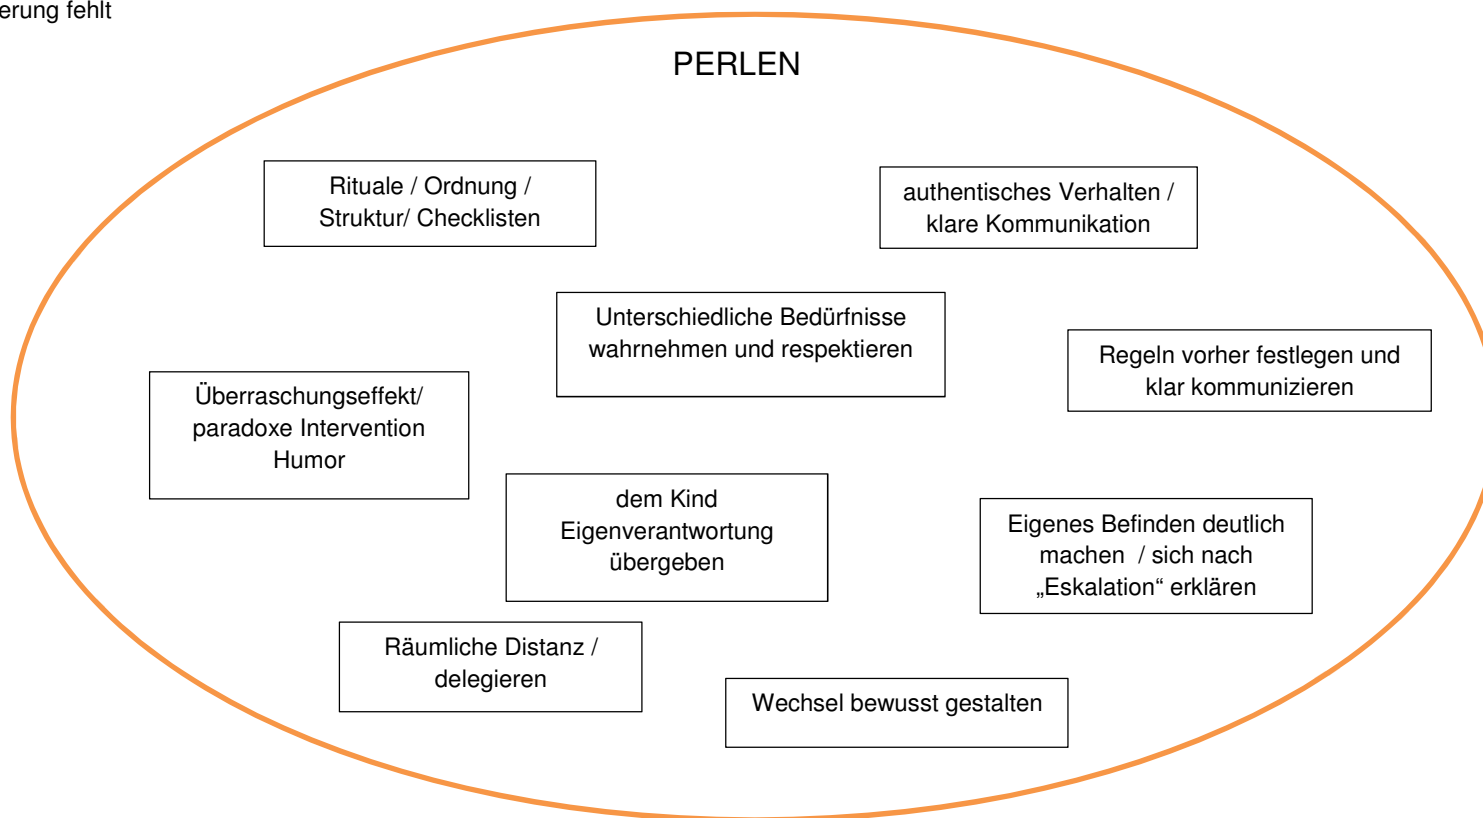 erung fehlt
PERLEN
Rituale / Ordnung /
Struktur/ Checklisten
authentisches Verhalten /
klare Kommunikation
Unterschiedliche Bedürfnisse
wahrnehmen und respektieren
Regeln vorher festlegen und
klar kommunizieren
Überraschungseffekt/
paradoxe Intervention
Humor
dem Kind
Eigenverantwortung
übergeben
Eigenes Befinden deutlich
machen  / sich nach
„Eskalation“ erklären
Räumliche Distanz /
delegieren
Wechsel bewusst gestalten